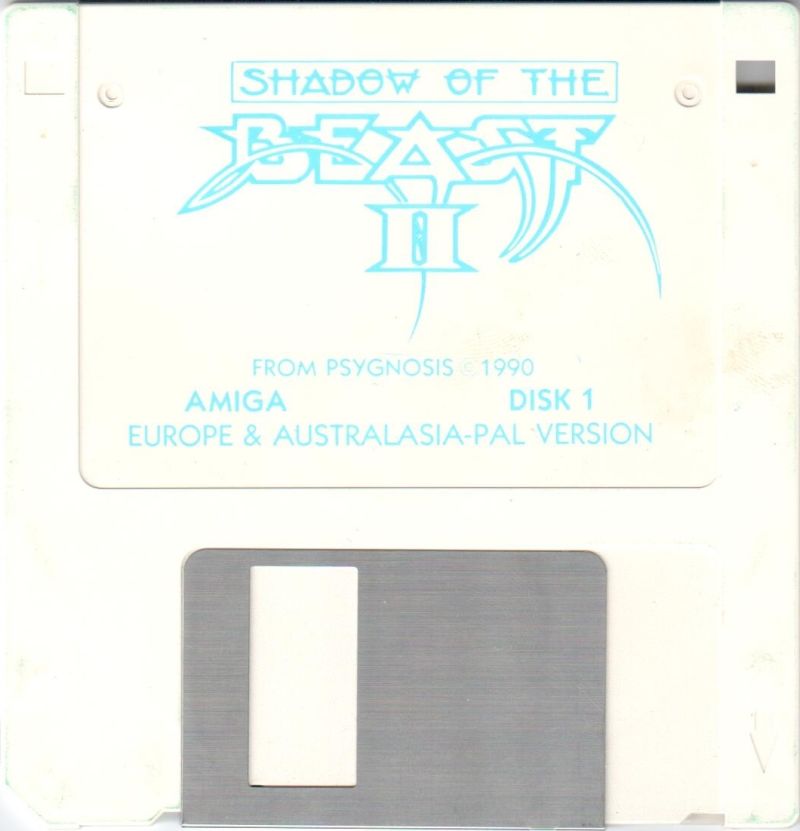 SHADOW OF THE
BEAST
II
FROM PSYGNOSIS © 1990
AMIGA DISK 1
EUROPE & AUSTRALASIA-PAL VERSION